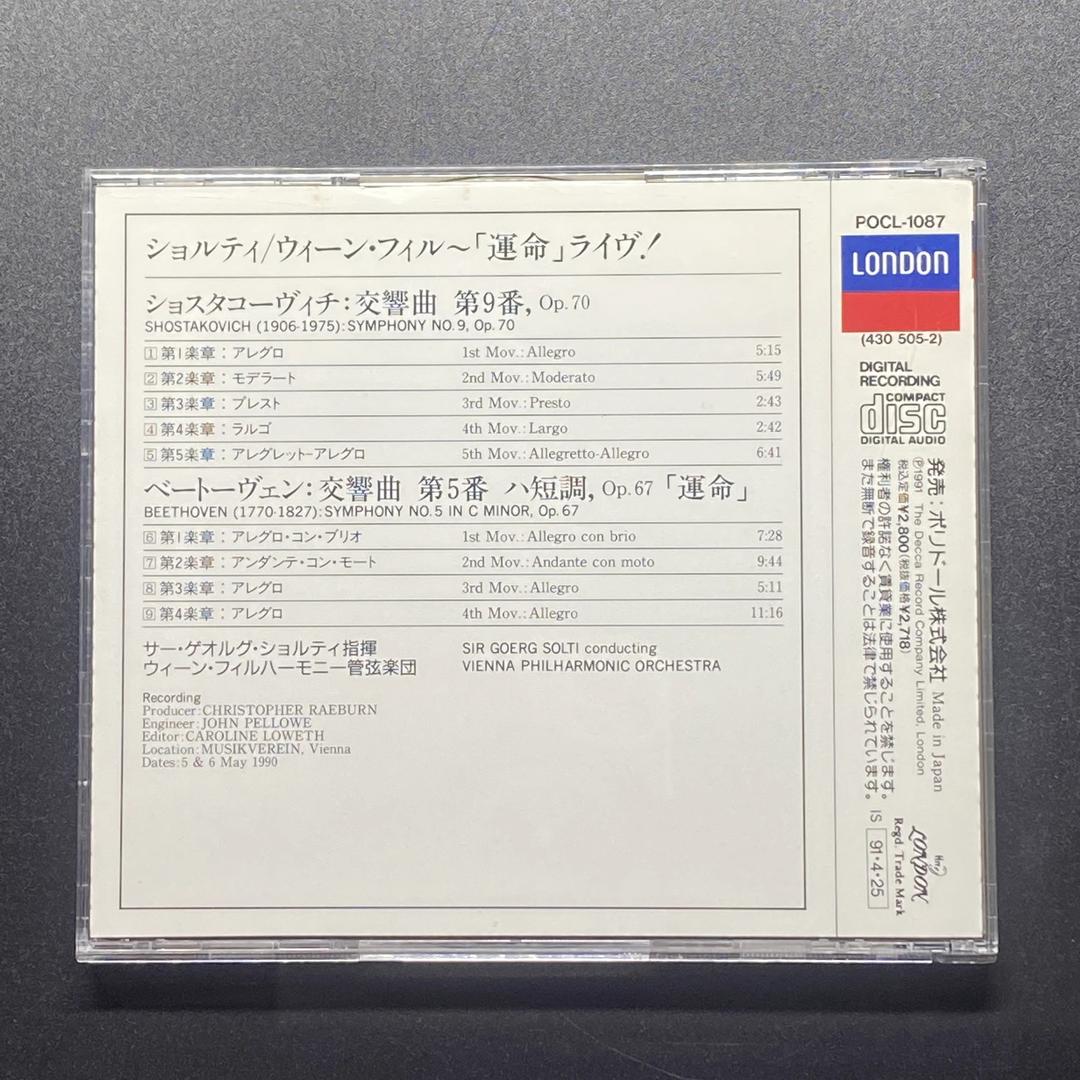 ショルティ/ウィーン・フィル〜「運命」ライヴ!
ショスタコーヴィチ：交響曲 第9番, Op.70
SHOSTAKOVICH (1906-1975): SYMPHONY NO.9, Op.70
1 第1楽章：アレグロ 1st Mov.: Allegro 5:15
2 第2楽章：モデラート 2nd Mov.: Moderato 5:49
3 第3楽章：プレスト 3rd Mov.: Presto 2:43
4 第4楽章：ラルゴ 4th Mov.: Largo 2:42
5 第5楽章：アレグレット-アレグロ 5th Mov.: Allegretto-Allegro 6:41
ベートーヴェン：交響曲 第5番 ハ短調, Op.67「運命」
BEETHOVEN (1770-1827): SYMPHONY NO.5 IN C MINOR, Op.67
6 第1楽章：アレグロ・コン・ブリオ 1st Mov.: Allegro con brio 7:28
7 第2楽章：アンダンテ・コン・モート 2nd Mov.: Andante con moto 9:44
8 第3楽章：アレグロ 3rd Mov.: Allegro 5:11
9 第4楽章：アレグロ 4th Mov.: Allegro 11:16
サー・ゲオルグ・ショルティ指揮 SIR GOERG SOLTI conducting
ウィーン・フィルハーモニー管弦楽団 VIENNA PHILHARMONIC ORCHESTRA
Recording
Producer: CHRISTOPHER RAEBURN
Engineer: JOHN PELLOWE
Editor: CAROLINE LOWETH
Location: MUSIKVEREIN, Vienna
Dates: 5 & 6 May 1990
POCL-1087
LONDON
(430 505-2)
DIGITAL
RECORDING
COMPACT
disc
DIGITAL AUDIO
発売：ポリドール株式会社 Made in Japan
℗1991 The Decca Record Company Limited, London
税込定価¥2,800(税抜価格¥2,718)
権利者の許諾なく賃貸業に使用することを禁じます。
また無断で録音することは法律で禁じられています。
IS 91・4・25
LONDON
Regd. Trade Mark